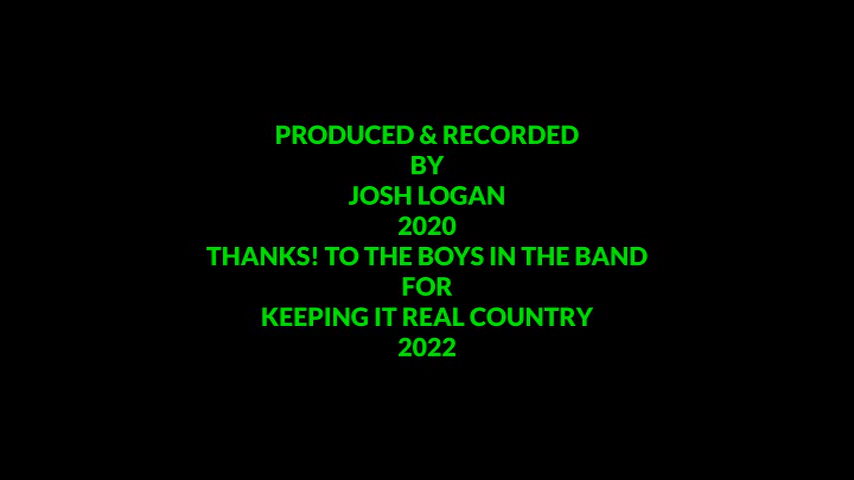 PRODUCED & RECORDED
BY
JOSH LOGAN
2020
THANKS! TO THE BOYS IN THE BAND
FOR
KEEPING IT REAL COUNTRY
2022